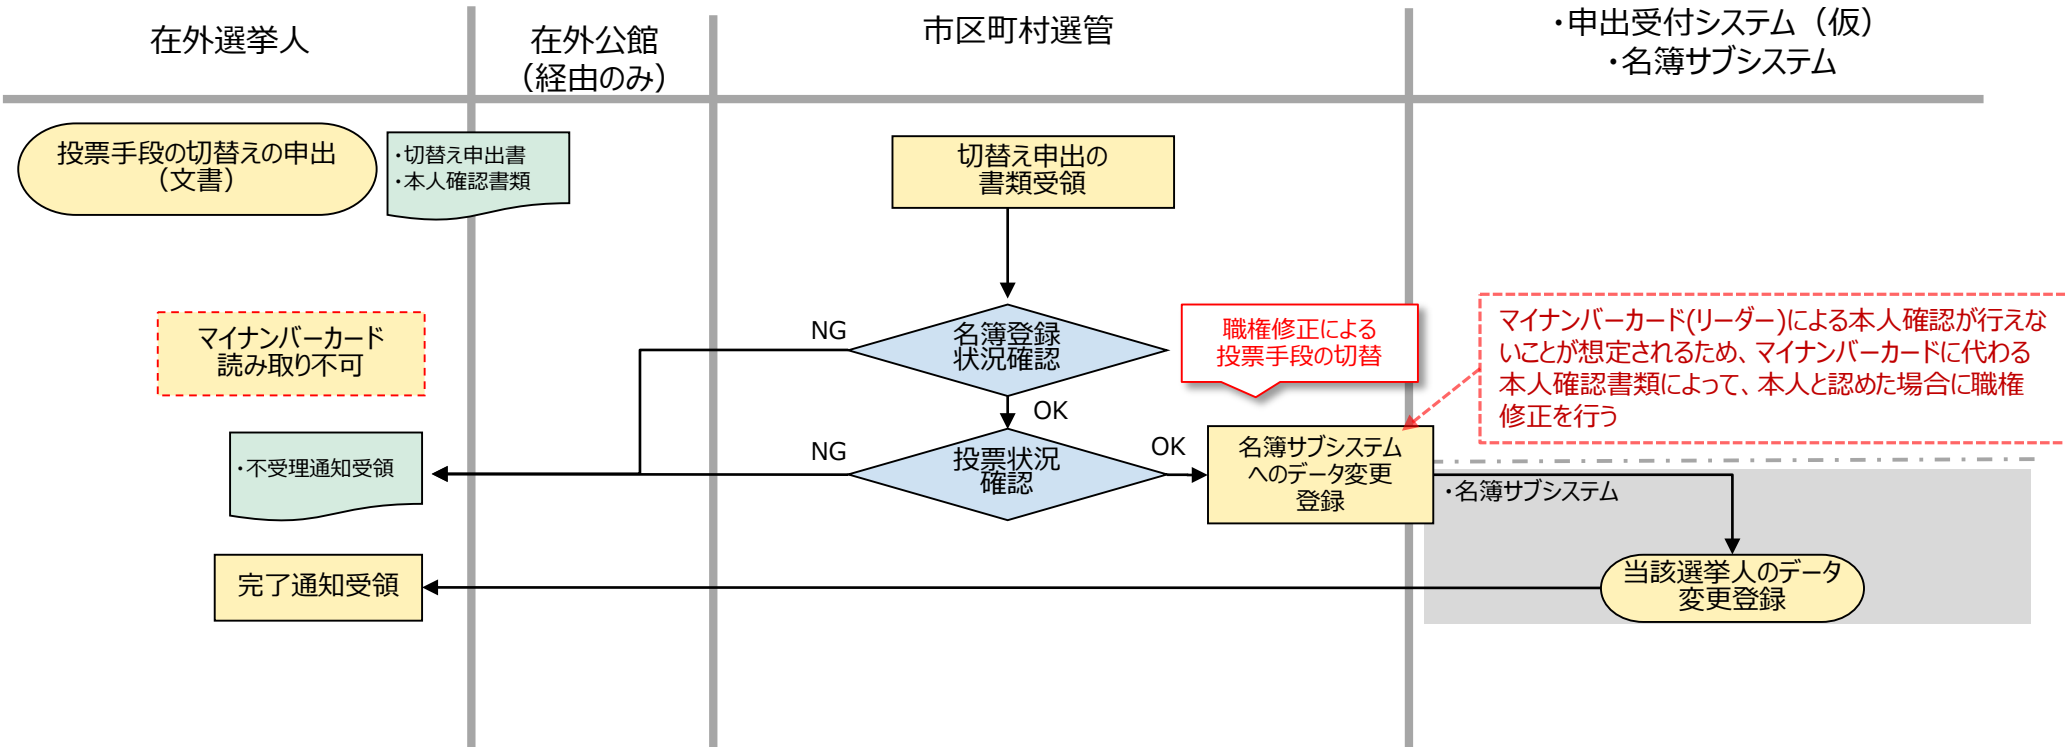 在外選挙人
在外公館
（経由のみ）
市区町村選管
・申出受付システム（仮）
・名簿サブシステム
投票手段の切替えの申出
（文書）
・切替え申出書
・本人確認書類
切替え申出の
書類受領
マイナンバーカード
読み取り不可
NG
名簿登録
状況確認
職権修正による
投票手段の切替
マイナンバーカード(リーダー)による本人確認が行えな
いことが想定されるため、マイナンバーカードに代わる
本人確認書類によって、本人と認めた場合に職権
修正を行う
OK
・不受理通知受領
NG
投票状況
確認
OK
名簿サブシステム
へのデータ変更
登録
・名簿サブシステム
完了通知受領
当該選挙人のデータ
変更登録